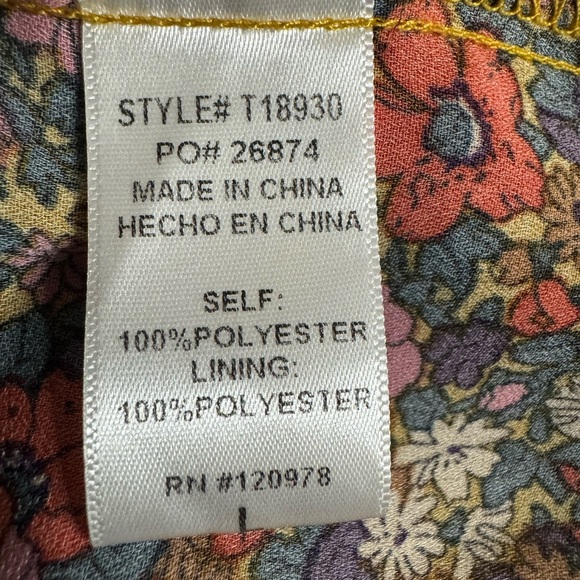 STYLE# T18930
PO# 26874
MADE IN CHINA
HECHO EN CHINA
SELF:
100%POLYESTER
LINING:
100%POLYESTER
RN #120978